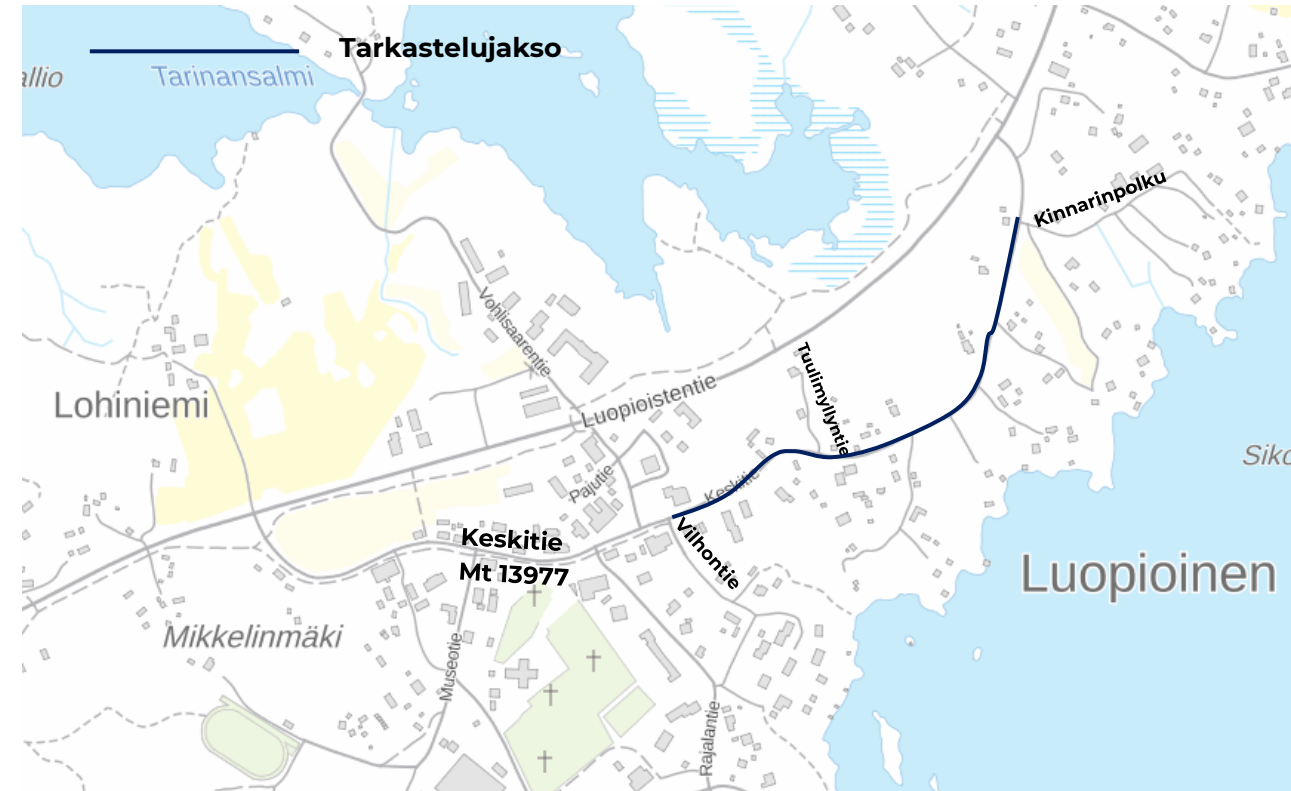 Tarkastelujakso
allio
Tarinansalmi
Kinnarinpolku
Vohlisaarentie
Tuulimyllyntie
Luopioistentie
Lohiniemi
Siko
Pajutie
Keskitie
Vilhontie
Keskitie
Mt 13977
Luopioinen
Mikkelinmäki
Museotie
Rajalantie